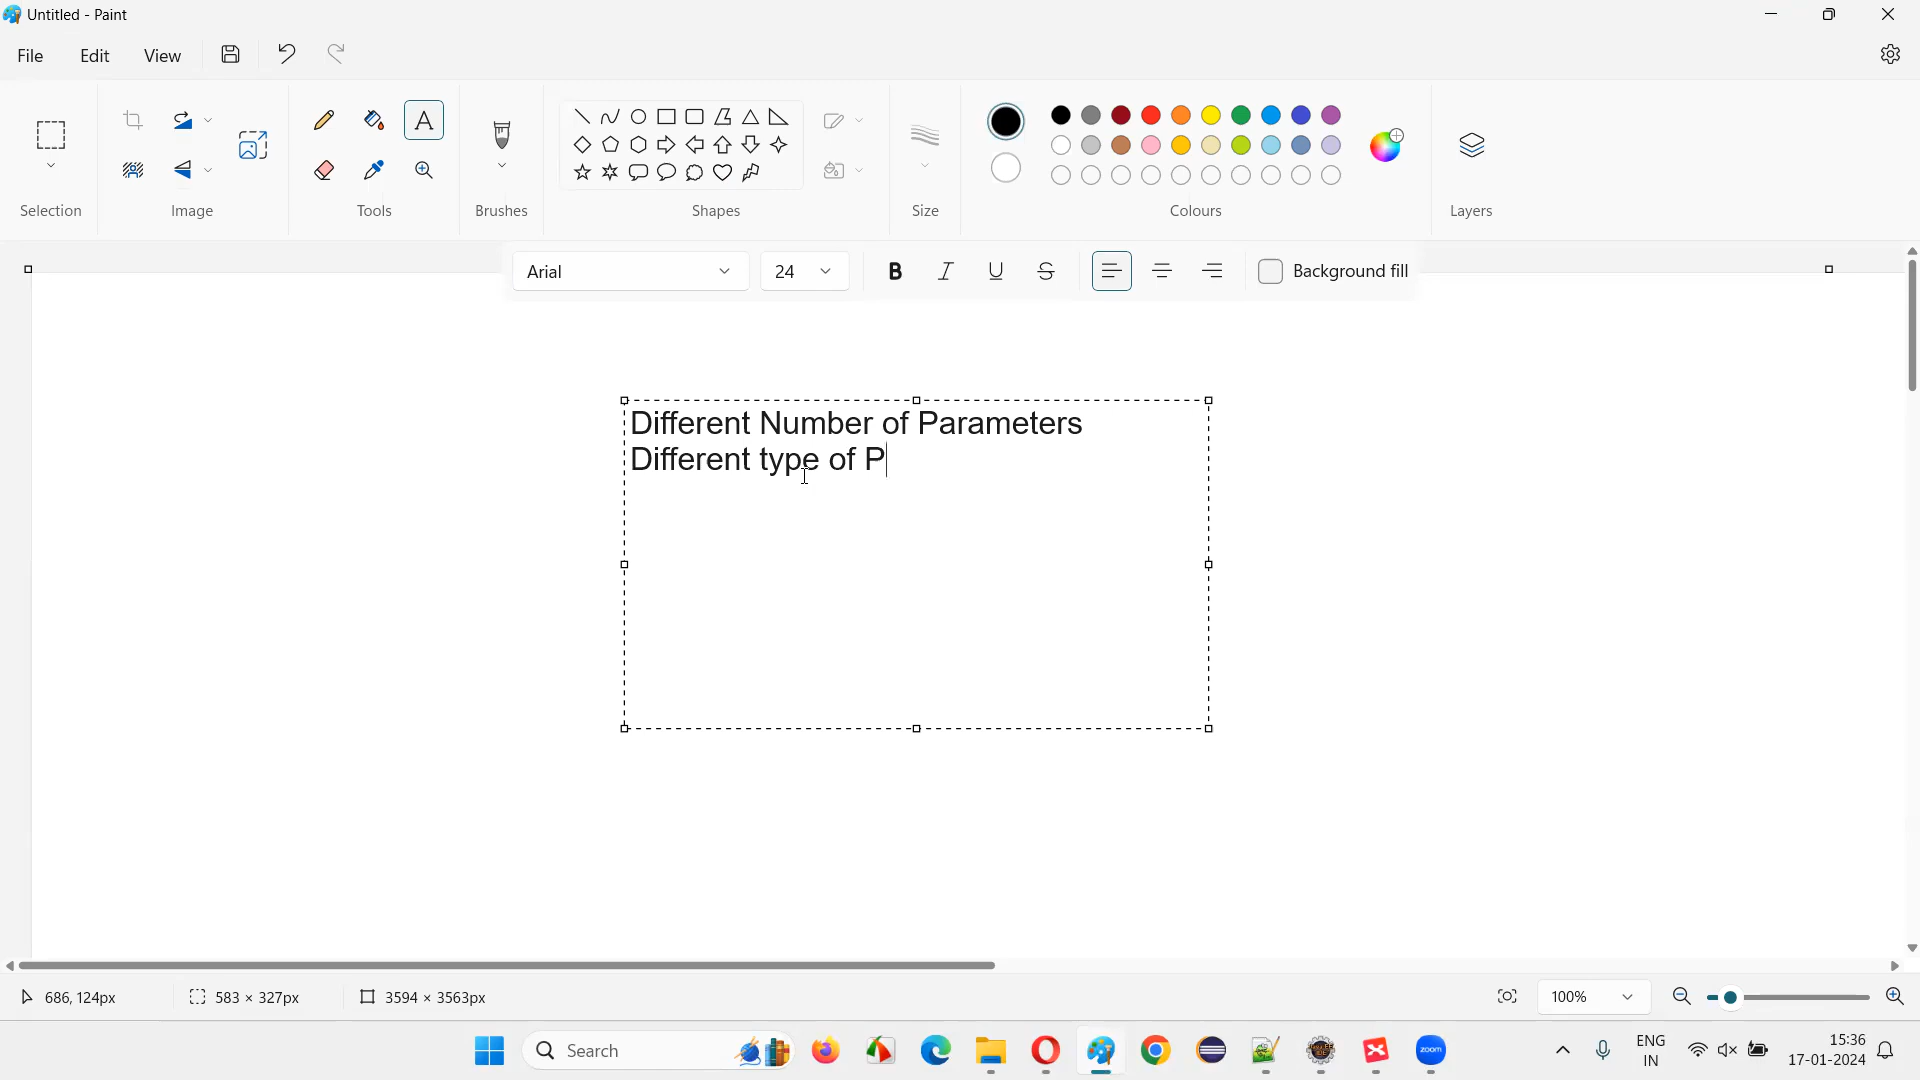 Untitled - Paint
File Edit View
Selection Image Tools Brushes Shapes Size Colours Layers
Arial 24 B I U S Background fill
Different Number of Parameters
Different type of P
686, 124px 583 × 327px 3594 × 3563px 100%
Search zoom ENG 15:36
IN 17-01-2024